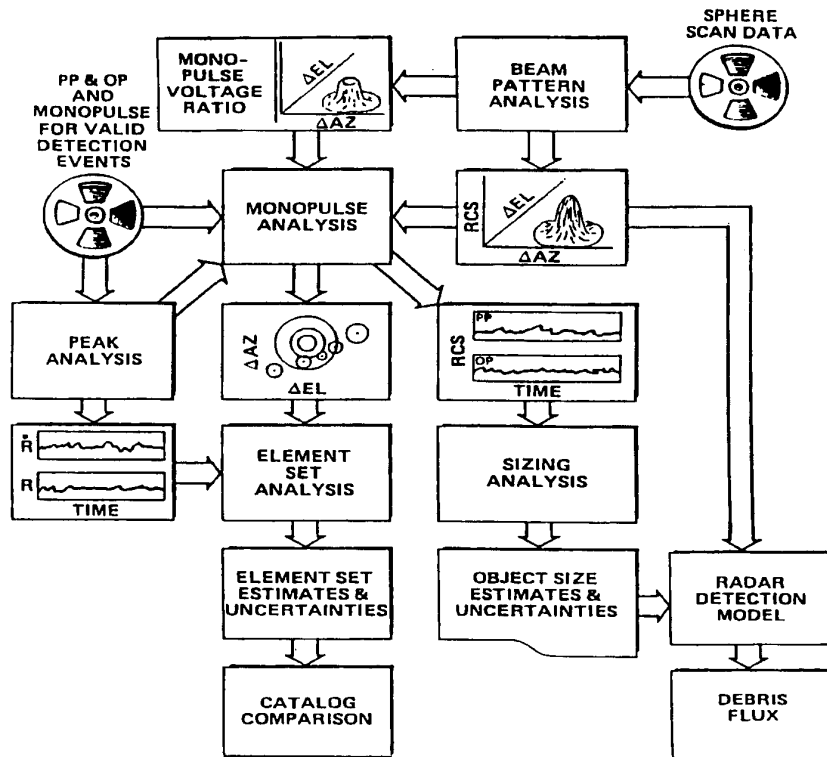 SPHERE
SCAN DATA
PP & OP
AND
MONOPULSE
FOR VALID
DETECTION
EVENTS
MONO-
PULSE
VOLTAGE
RATIO
ΔEL
ΔAZ
BEAM
PATTERN
ANALYSIS
MONOPULSE
ANALYSIS
RCS
ΔEL
ΔAZ
PEAK
ANALYSIS
ΔAZ
ΔEL
RCS
PP
OP
TIME
Ṙ
R
TIME
ELEMENT
SET
ANALYSIS
SIZING
ANALYSIS
ELEMENT SET
ESTIMATES &
UNCERTAINTIES
OBJECT SIZE
ESTIMATES &
UNCERTAINTIES
RADAR
DETECTION
MODEL
CATALOG
COMPARISON
DEBRIS
FLUX